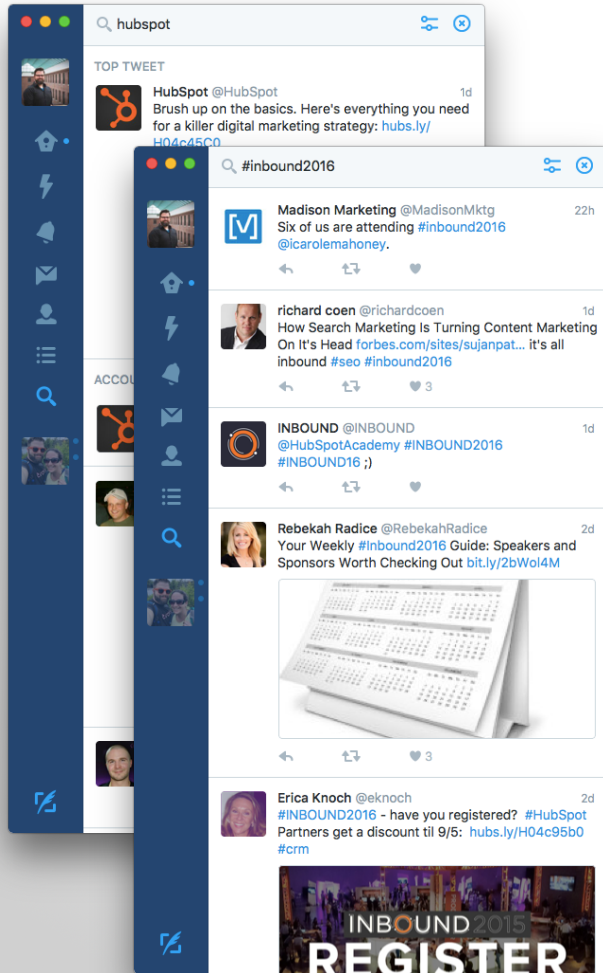 hubspot
TOP TWEET
HubSpot @HubSpot 1d
Brush up on the basics. Here's everything you need
for a killer digital marketing strategy: hubs.ly/
H04c45C0
#inbound2016
Madison Marketing @MadisonMktg 22h
Six of us are attending #inbound2016
@icarolemahoney.
richard coen @richardcoen 1d
How Search Marketing Is Turning Content Marketing
On It's Head forbes.com/sites/sujanpat... it's all
inbound #seo #inbound2016
3
INBOUND @INBOUND 1d
@HubSpotAcademy #INBOUND2016
#INBOUND16 ;)
Rebekah Radice @RebekahRadice 2d
Your Weekly #Inbound2016 Guide: Speakers and
Sponsors Worth Checking Out bit.ly/2bWol4M
3
Erica Knoch @eknoch 2d
#INBOUND2016 - have you registered? #HubSpot
Partners get a discount til 9/5: hubs.ly/H04c95b0
#crm
INBOUND 2015
REGISTER